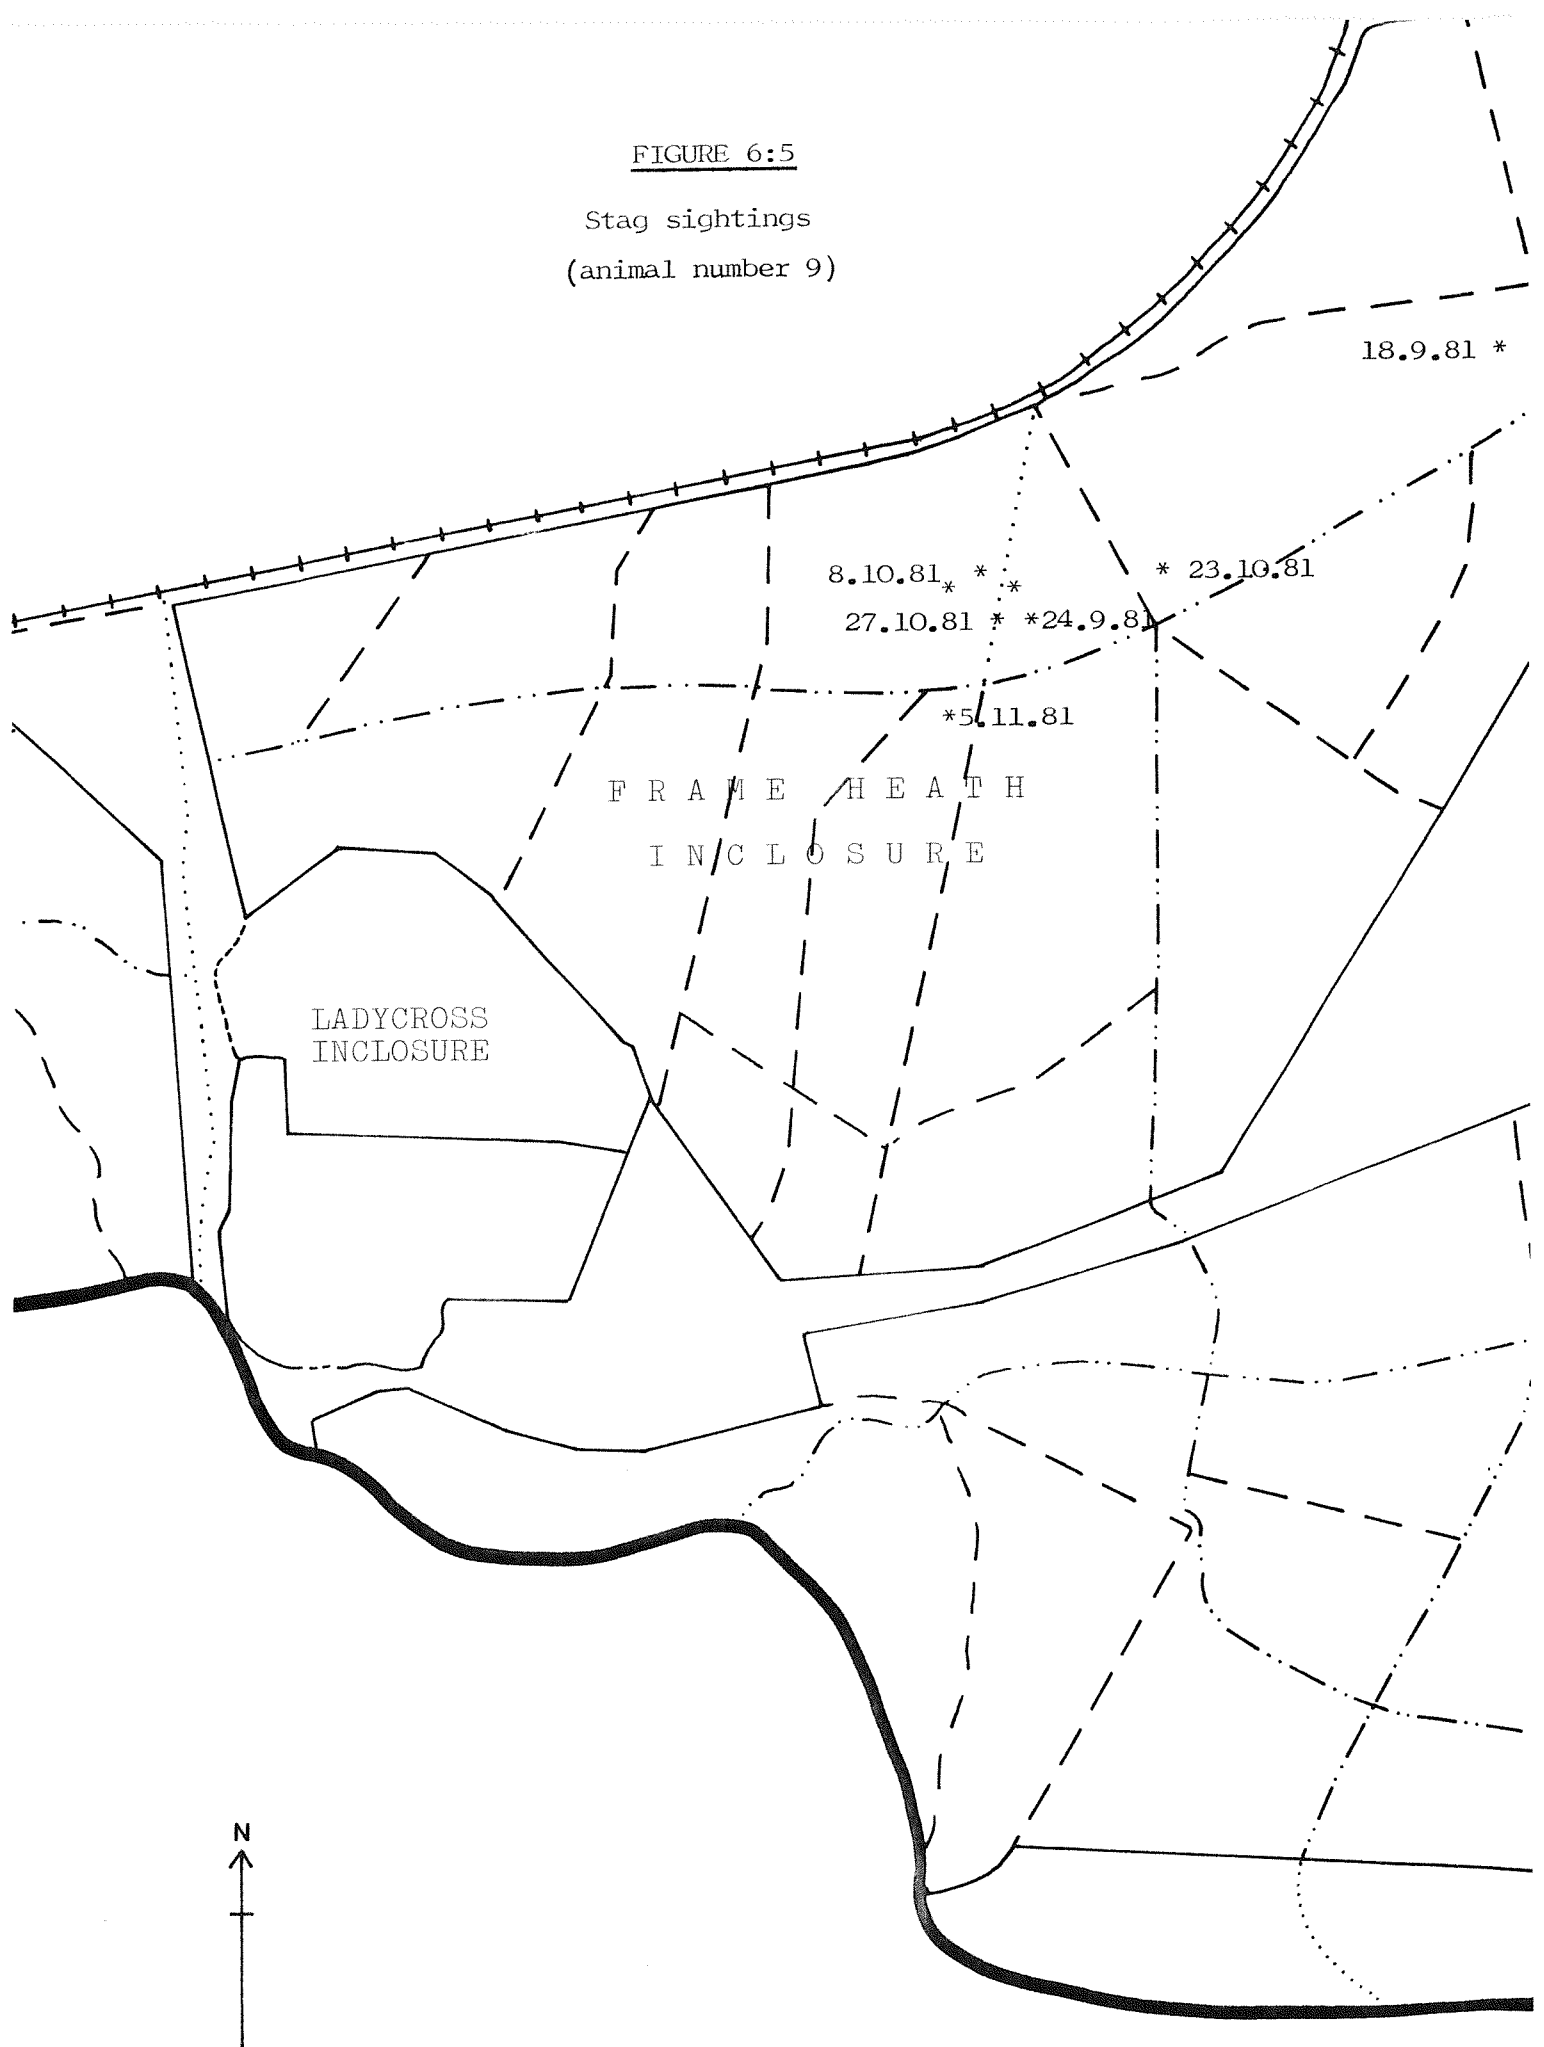 FIGURE 6:5
Stag sightings
(animal number 9)
18.9.81 *
8.10.81 * * *
* 23.10.81
27.10.81 * *24.9.81
*5.11.81
FRAME HEATH
INCLOSURE
LADYCROSS
INCLOSURE
N